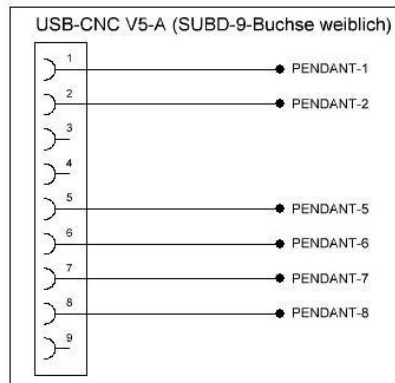 USB-CNC V5-A (SUBD-9-Buchse weiblich)
1 PENDANT-1
2 PENDANT-2
3
4
5 PENDANT-5
6 PENDANT-6
7 PENDANT-7
8 PENDANT-8
9